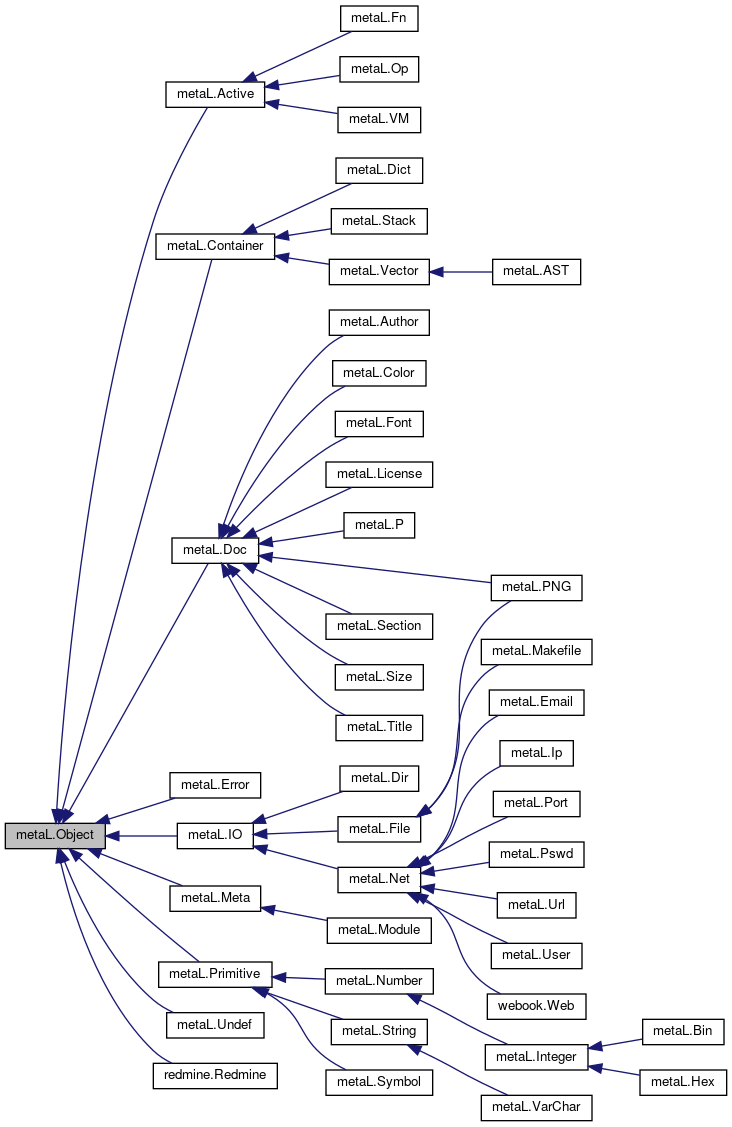 metaL.Fn
metaL.Op
metaL.Active
metaL.VM
metaL.Dict
metaL.Stack
metaL.Container
metaL.Vector
metaL.AST
metaL.Author
metaL.Color
metaL.Font
metaL.License
metaL.P
metaL.Doc
metaL.PNG
metaL.Section
metaL.Makefile
metaL.Size
metaL.Email
metaL.Title
metaL.Ip
metaL.Dir
metaL.Error
metaL.Port
metaL.File
metaL.Object
metaL.IO
metaL.Pswd
metaL.Net
metaL.Meta
metaL.Url
metaL.Module
metaL.User
metaL.Primitive
metaL.Number
webook.Web
metaL.Undef
metaL.String
metaL.Bin
metaL.Integer
redmine.Redmine
metaL.Symbol
metaL.Hex
metaL.VarChar